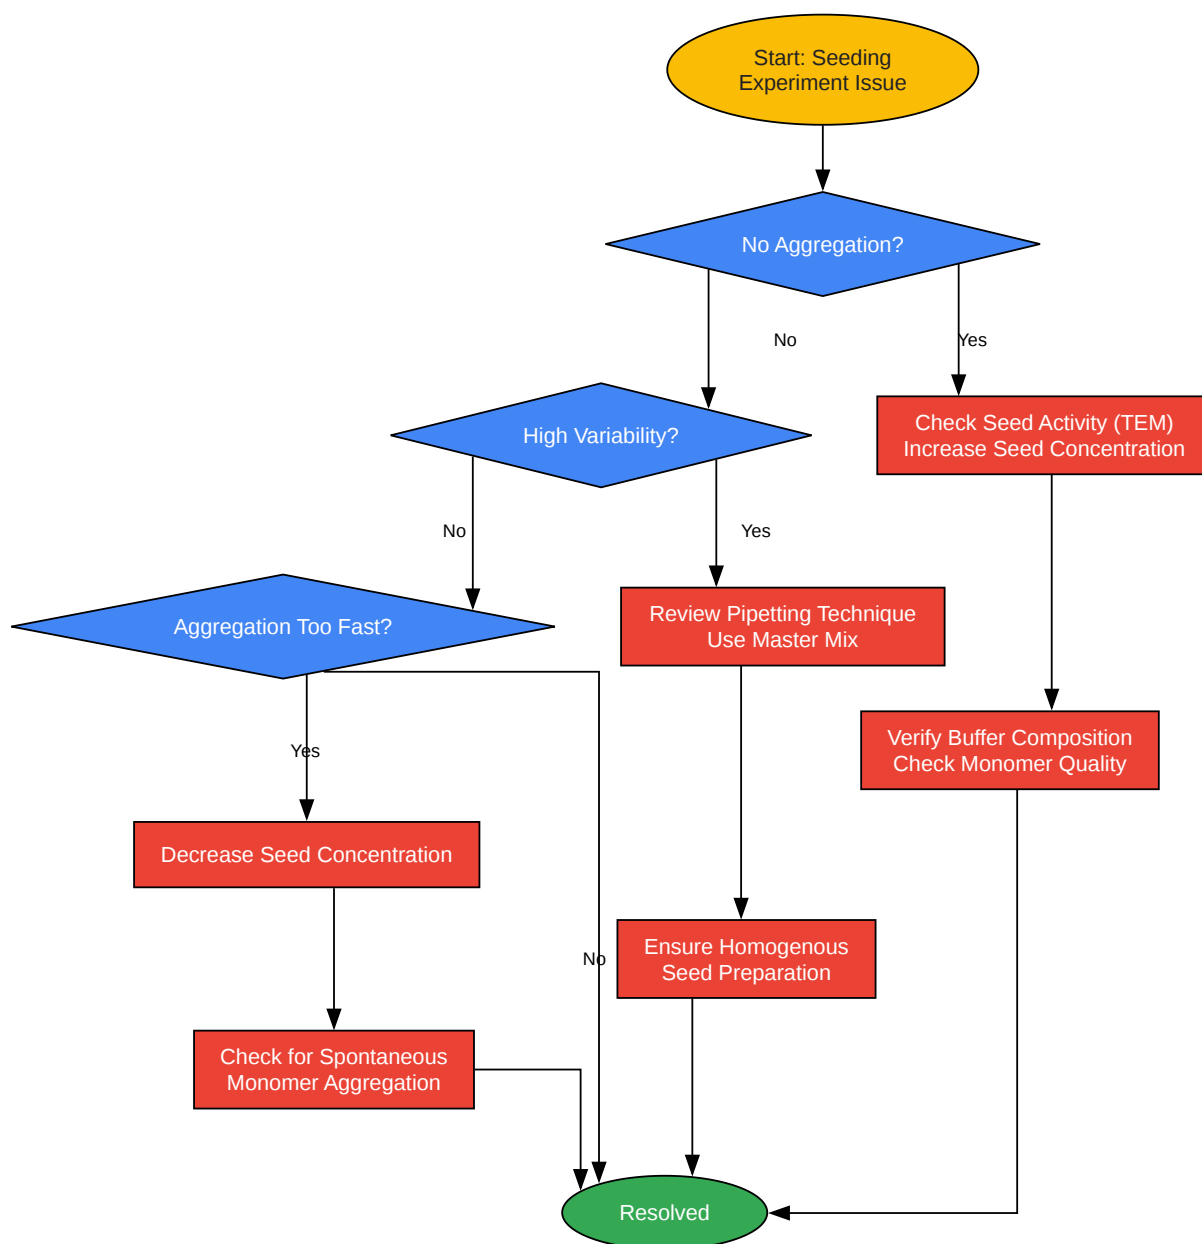 Start: Seeding
Experiment Issue
No Aggregation?
No
Yes
High Variability?
Check Seed Activity (TEM)
Increase Seed Concentration
No
Yes
Aggregation Too Fast?
Review Pipetting Technique
Use Master Mix
Verify Buffer Composition
Check Monomer Quality
Yes
Decrease Seed Concentration
No
Ensure Homogenous
Seed Preparation
Check for Spontaneous
Monomer Aggregation
Resolved